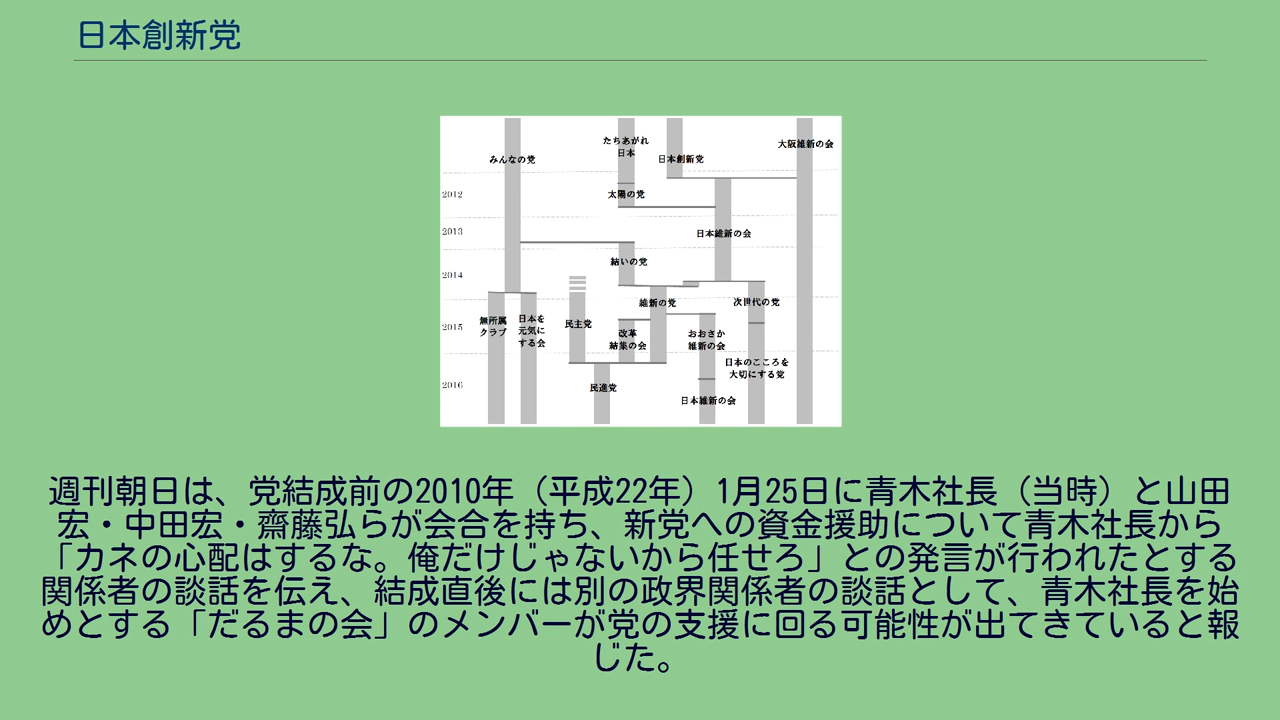 日本創新党
みんなの党
たちあがれ
日本
日本創新党
大阪維新の会
2012
太陽の党
2013
日本維新の会
結いの党
2014
維新の党
次世代の党
無所属
クラブ
日本を
元気に
する会
民主党
2015
改革
結集の会
おおさか
維新の会
日本のこころを
大切にする党
2016
民進党
日本維新の会
週刊朝日は、党結成前の2010年（平成22年）1月25日に青木社長（当時）と山田
宏・中田宏・齋藤弘らが会合を持ち、新党への資金援助について青木社長から
「カネの心配はするな。俺だけじゃないから任せろ」との発言が行われたとする
関係者の談話を伝え、結成直後には別の政界関係者の談話として、青木社長を始
めとする「だるまの会」のメンバーが党の支援に回る可能性が出てきていると報
じた。